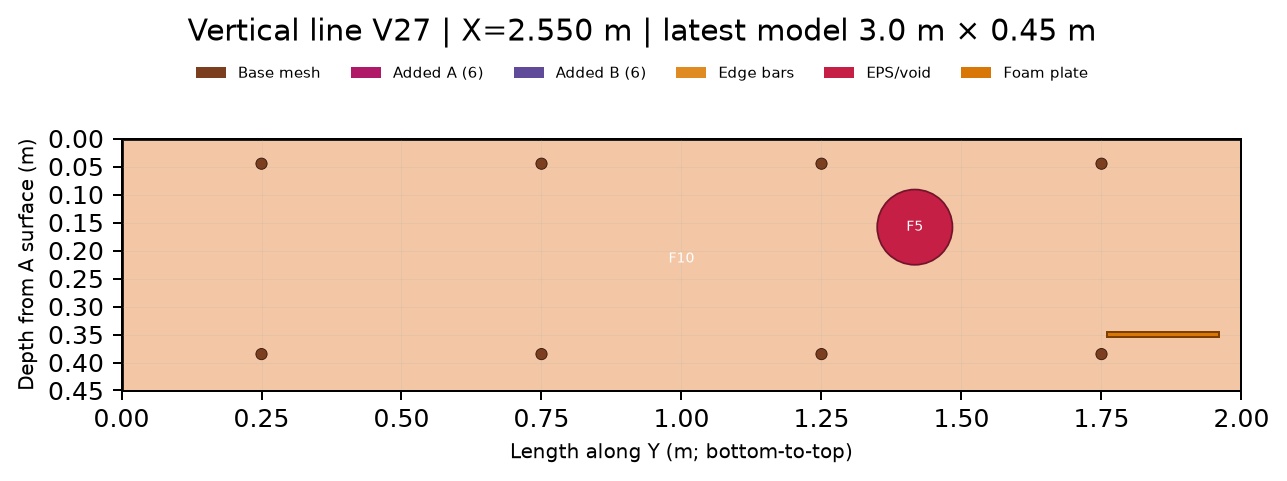 Vertical line V27 | X=2.550 m | latest model 3.0 m × 0.45 m
Base mesh Added A (6) Added B (6) Edge bars EPS/void Foam plate
Depth from A surface (m)
0.00
0.05
0.10
0.15
0.20
0.25
0.30
0.35
0.40
0.45
F5
F10
0.00 0.25 0.50 0.75 1.00 1.25 1.50 1.75 2.00
Length along Y (m; bottom-to-top)